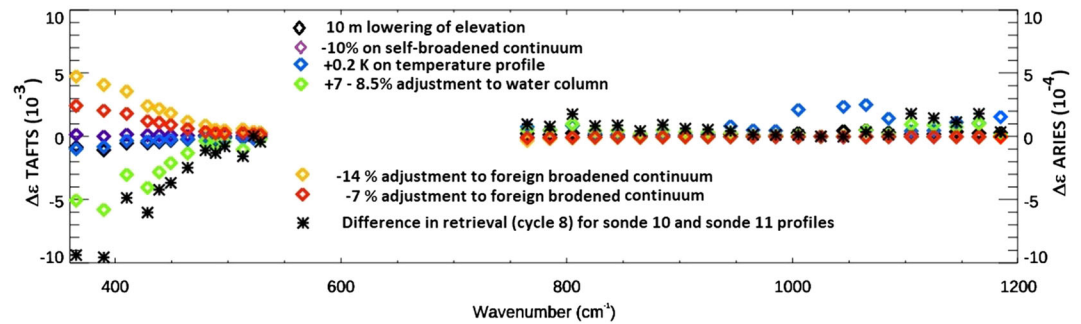 10
5
0
-5
-10
Δε TAFTS (10⁻³)
10 m lowering of elevation
-10% on self-broadened continuum
+0.2 K on temperature profile
+7 - 8.5% adjustment to water column
-14 % adjustment to foreign brodened continuum
-7 % adjustment to foreign broadened continuum
Difference in retrieval (cycle 8) for sonde 10 and sonde 11 profiles
10
5
0
-5
-10
Δε ARIES (10⁻⁴)
400 600 800 1000 1200
Wavenumber (cm⁻¹)